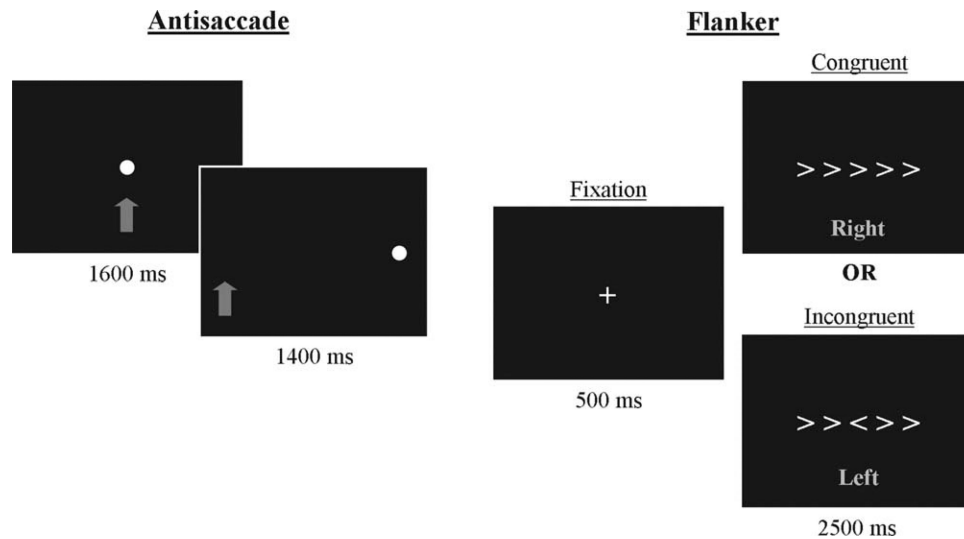 Antisaccade
1600 ms
1400 ms
Flanker
Fixation
+
500 ms
Congruent
> > > > >
Right
OR
Incongruent
> > < > >
Left
2500 ms